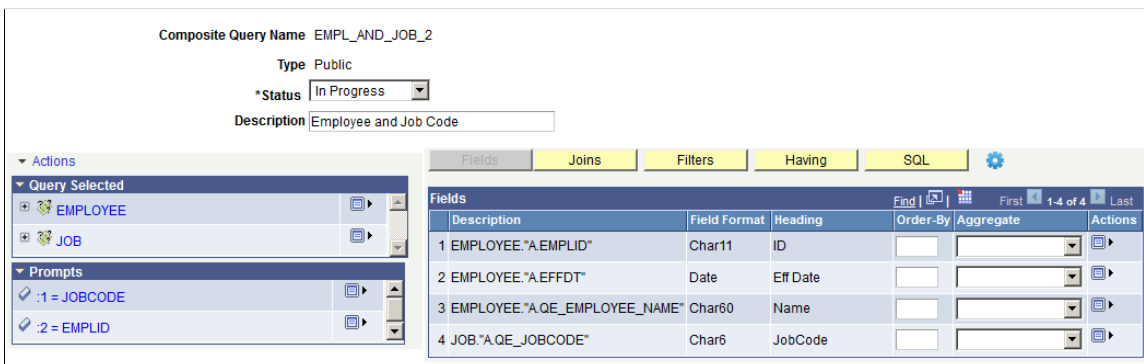 Composite Query Name EMPL_AND_JOB_2
Type Public
*Status In Progress
Description Employee and Job Code
Actions
Query Selected
EMPLOYEE
JOB
Prompts
:1 = JOBCODE
:2 = EMPLID
Fields Joins Filters Having SQL
Fields Find | | First 1-4 of 4 Last
Description Field Format Heading Order-By Aggregate Actions
1 EMPLOYEE."A.EMPLID" Char11 ID
2 EMPLOYEE."A.EFFDT" Date Eff Date
3 EMPLOYEE."A.QE_EMPLOYEE_NAME" Char60 Name
4 JOB."A.QE_JOBCODE" Char6 JobCode